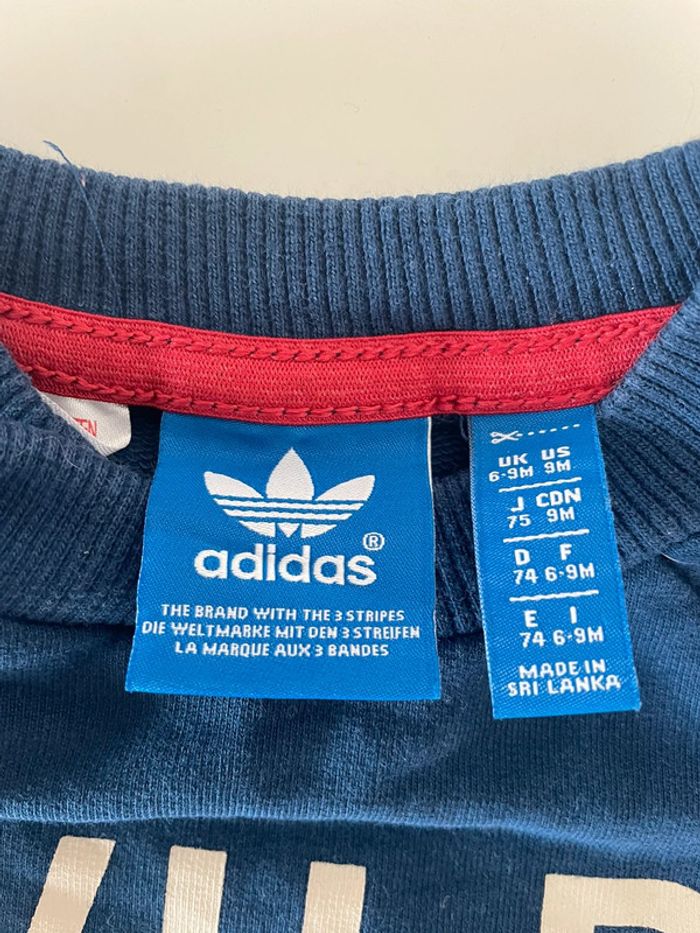 adidas®
THE BRAND WITH THE 3 STRIPES
DIE WELTMARKE MIT DEN 3 STREIFEN
LA MARQUE AUX 3 BANDES
UK US
6-9M 9M
J CDN
75 9M
D F
74 6-9M
E I
74 6-9M
MADE IN
SRI LANKA